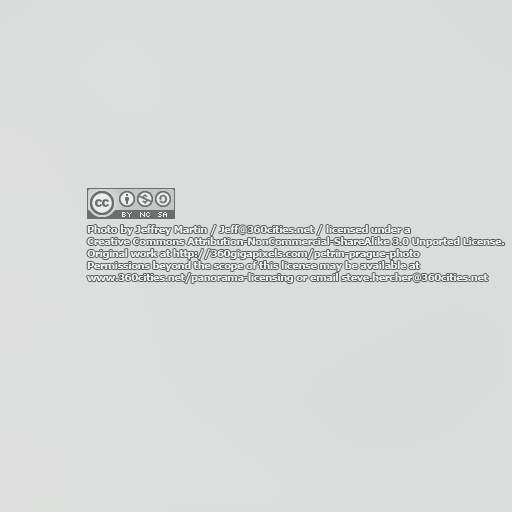 cc
BY NC SA
Photo by Jeffrey Martin / Jeff@360cities.net / licensed under a
Creative Commons Attribution-NonCommercial-ShareAlike 3.0 Unported License.
Original work at http://360gigapixels.com/petrin-prague-photo
Permissions beyond the scope of this license may be available at
www.360cities.net/panorama-licensing or email steve.hercher@360cities.net